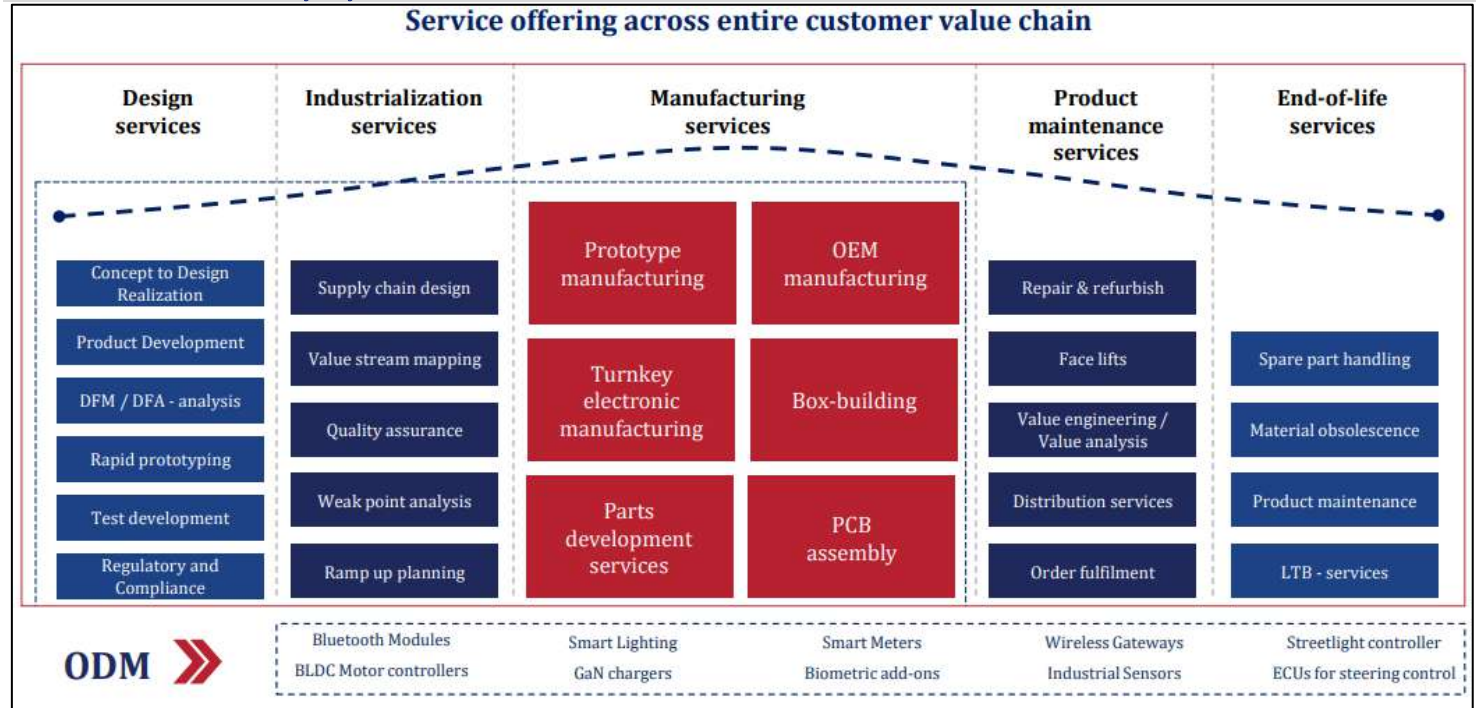 Service offering across entire customer value chain
Design
services
Industrialization
services
Manufacturing
services
Product
maintenance
services
End-of-life
services
Concept to Design
Realization
Product Development
DFM / DFA - analysis
Rapid prototyping
Test development
Regulatory and
Compliance
Supply chain design
Value stream mapping
Quality assurance
Weak point analysis
Ramp up planning
Prototype
manufacturing
OEM
manufacturing
Turnkey
electronic
manufacturing
Box-building
Parts
development
services
PCB
assembly
Repair & refurbish
Face lifts
Value engineering /
Value analysis
Distribution services
Order fulfilment
Spare part handling
Material obsolescence
Product maintenance
LTB - services
ODM
Bluetooth Modules
Smart Lighting
Smart Meters
Wireless Gateways
Streetlight controller
BLDC Motor controllers
GaN chargers
Biometric add-ons
Industrial Sensors
ECUs for steering control